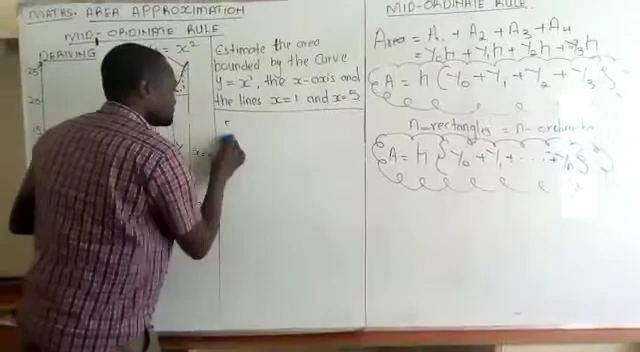 MATHS. AREA APPROXIMATION
MID-ORDINATE RULE
DERIVING
= x²
25
20
15
Estimate the area
bounded by the curve
y = x², the x-axis and
the lines x=1 and x=5
MID-ORDINATE RULE
Area = A₁ + A₂ + A₃ + A₄
= y₀h + y₁h + y₂h + y₃h
A = h (y₀ + y₁ + y₂ + y₃)
n-rectangles = n-ordinates
A = h {y₀ + y₁ + ... + yₙ}